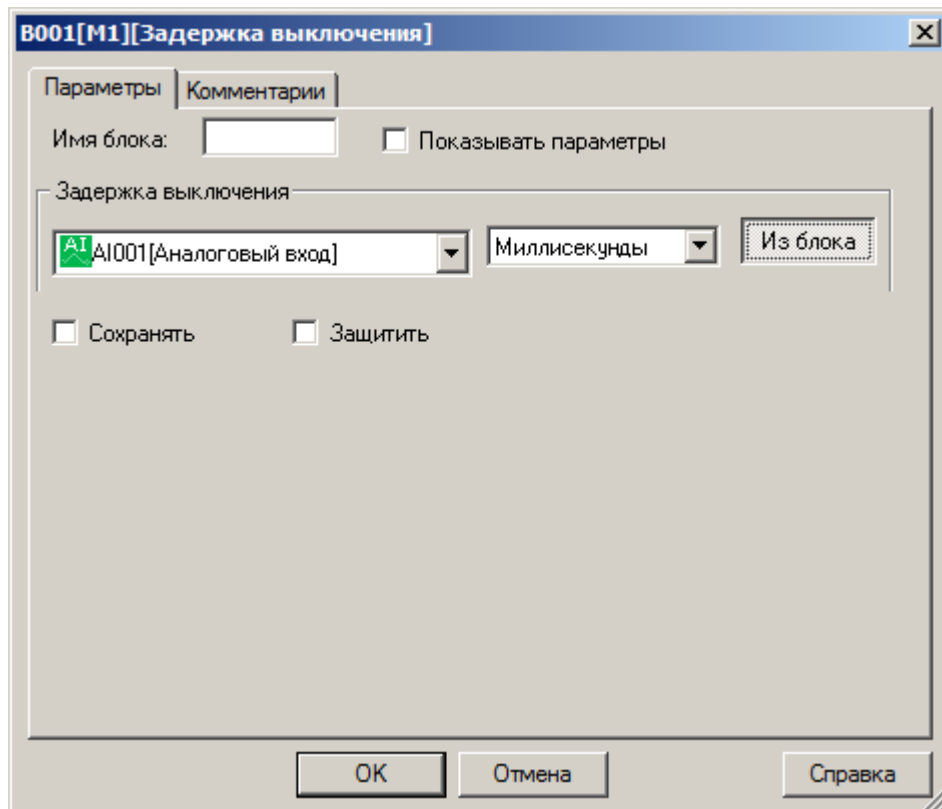 B001[M1][Задержка выключения]
Параметры Комментарии
Имя блока: Показывать параметры
Задержка выключения
AI AI001[Аналоговый вход] Миллисекунды Из блока
Сохранять Защитить
OK Отмена Справка